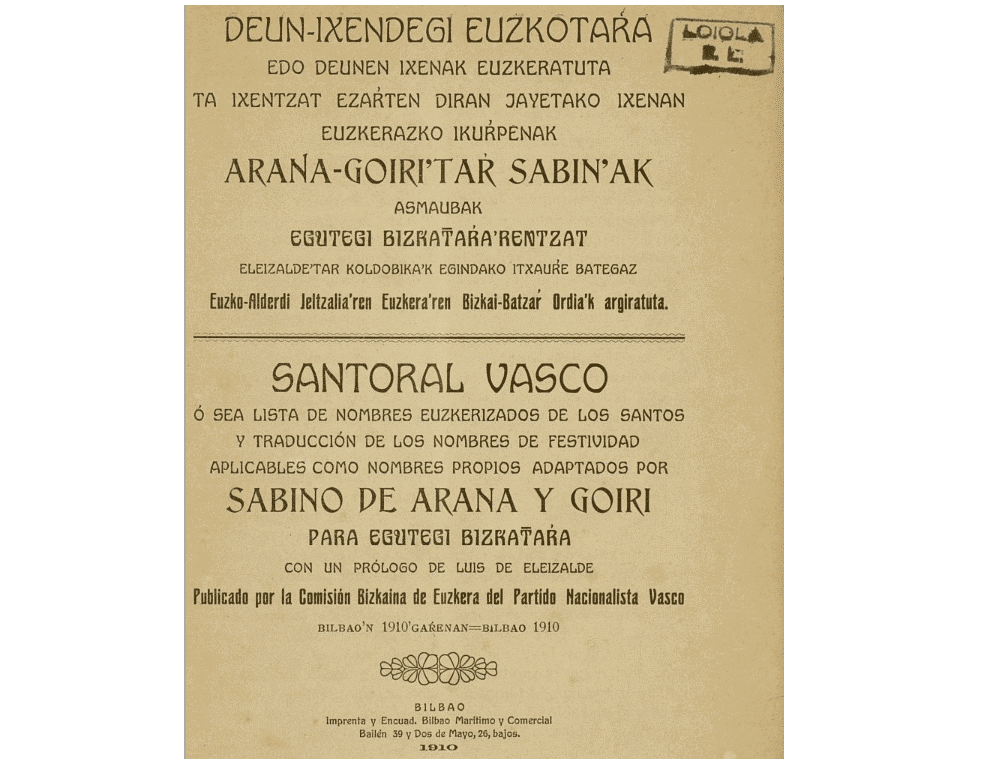 DEUN-IXENDEGI EUZKOTAŔA
LOIOLA
B. E.
EDO DEUNEN IXENAK EUZKERATUTA
TA IXENTZAT EZAŔTEN DIRAN JAYETAKO IXENAN
EUZKERAZKO IKUŔPENAK
ARANA-GOIRI'TAŔ SABIN'AK
ASMAUBAK
EGUTEGI BIZKAT̅AŔA'RENTZAT
ELEIZALDE'TAR KOLDOBIKA'K EGINDAKO ITXAUŔE BATEGAZ
Euzko-Alderdi Jeltzalia'ren Euzkera'ren Bizkai-Batzaŕ Ordia'k argiratuta.
SANTORAL VASCO
Ó SEA LISTA DE NOMBRES EUZKERIZADOS DE LOS SANTOS
Y TRADUCCIÓN DE LOS NOMBRES DE FESTIVIDAD
APLICABLES COMO NOMBRES PROPIOS ADAPTADOS POR
SABINO DE ARANA Y GOIRI
PARA EGUTEGI BIZKAT̅AŔA
CON UN PRÓLOGO DE LUIS DE ELEIZALDE
Publicado por la Comisión Bizkaina de Euzkera del Partido Nacionalista Vasco
BILBAO'N 1910'GAŔENAN=BILBAO 1910
BILBAO
Imprenta y Encuad. Bilbao Marítimo y Comercial
Bailén 39 y Dos de Mayo, 26, bajos.
1910